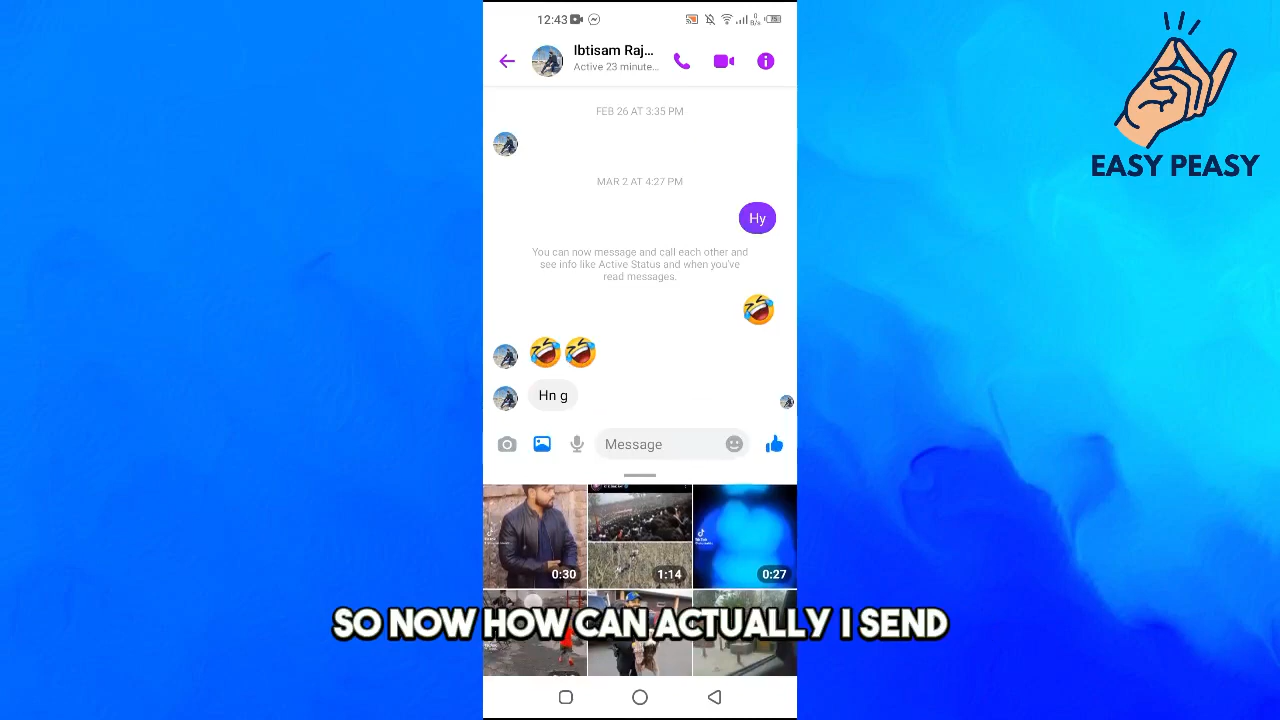 12:43
Ibtisam Raj...
Active 23 minute...
FEB 26 AT 3:35 PM
MAR 2 AT 4:27 PM
Hy
You can now message and call each other and
see info like Active Status and when you've
read messages.
Hn g
Message
0:30
1:14
0:27
SO NOW HOW CAN ACTUALLY I SEND
EASY PEASY